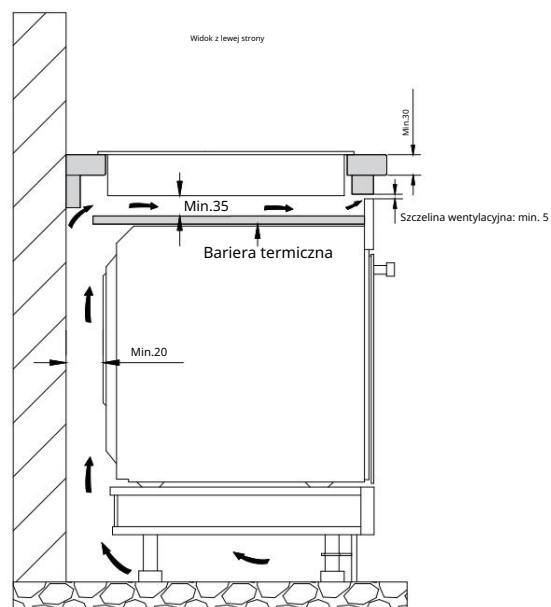 Widok z lewej strony
Min.30
Min.35
Szczelina wentylacyjna: min. 5
Bariera termiczna
Min.20